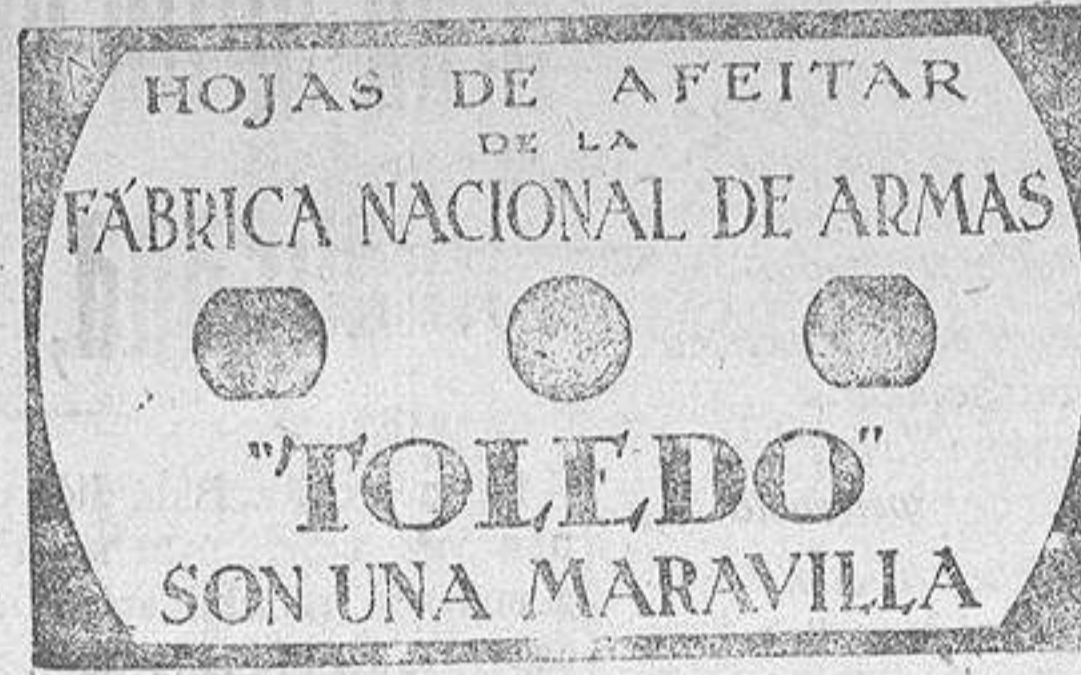 HOJAS DE AFEITAR
DE LA
FÁBRICA NACIONAL DE ARMAS
"TOLEDO"
SON UNA MARAVILLA